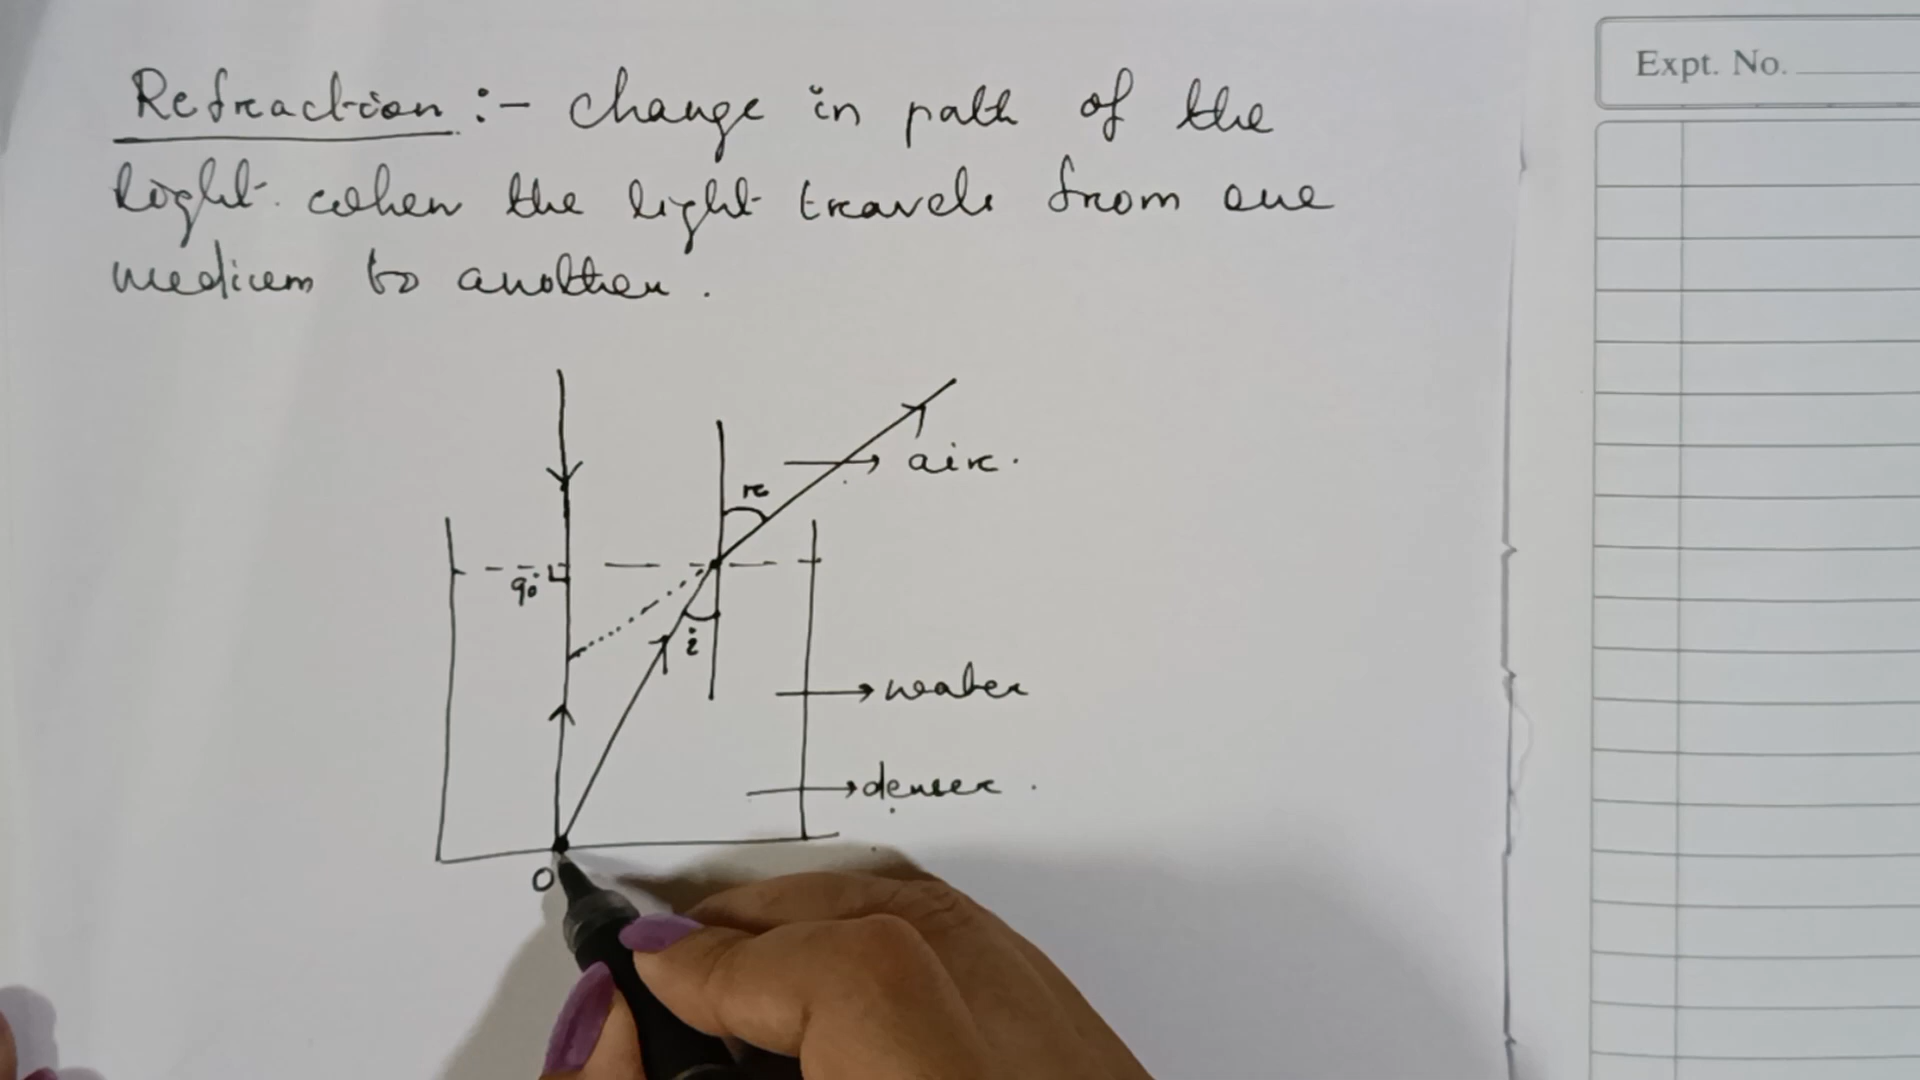 Expt. No.
Refraction :- change in path of the
light when the light travels from one
medium to another.
air.
r
90°
i
water
denser
O